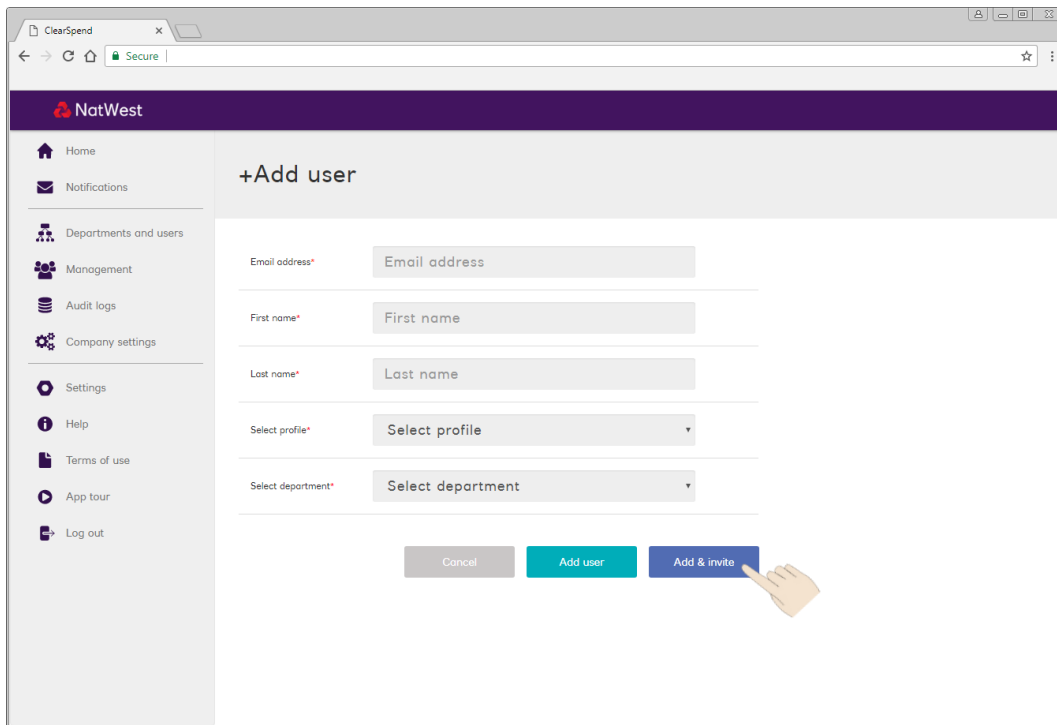 ClearSpend
Secure
NatWest
Home
Notifications
Departments and users
Management
Audit logs
Company settings
Settings
Help
Terms of use
App tour
Log out
+Add user
Email address* Email address
First name* First name
Last name* Last name
Select profile* Select profile
Select department* Select department
Cancel Add user Add & invite